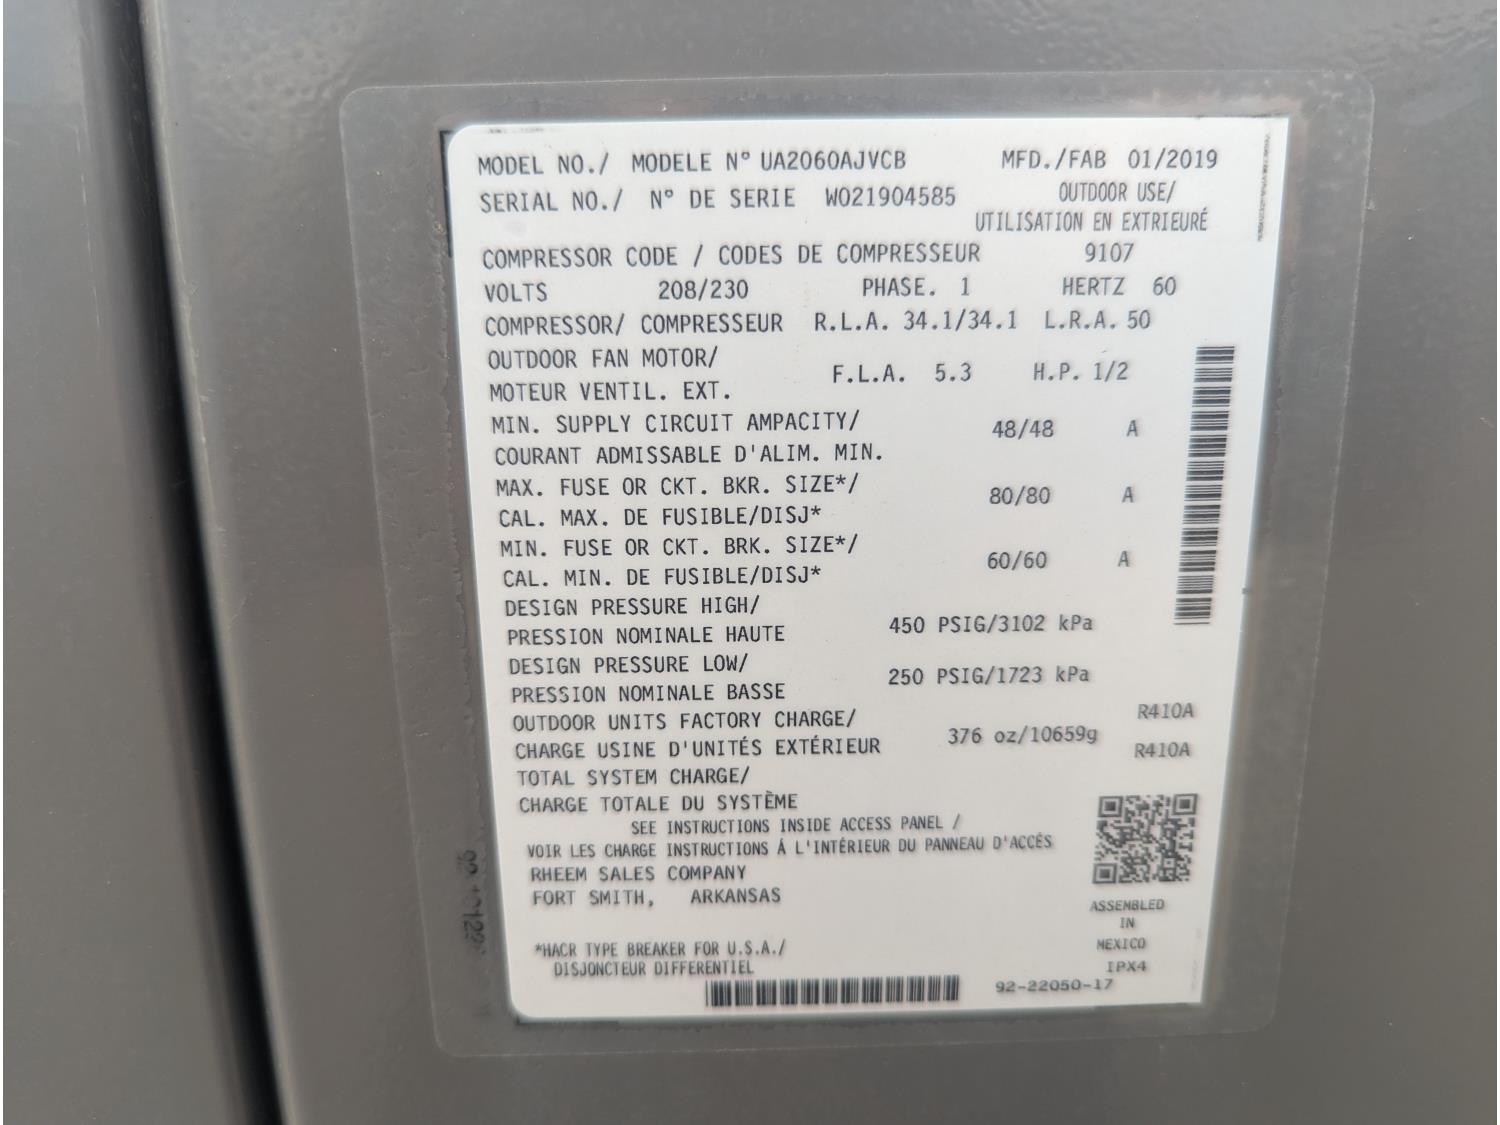 MODEL NO./ MODELE N° UA2060AJVCB MFD./FAB 01/2019
SERIAL NO./ N° DE SERIE W021904585 OUTDOOR USE/
UTILISATION EN EXTRIEURÉ
COMPRESSOR CODE / CODES DE COMPRESSEUR 9107
VOLTS 208/230 PHASE. 1 HERTZ 60
COMPRESSOR/ COMPRESSEUR R.L.A. 34.1/34.1 L.R.A. 50
OUTDOOR FAN MOTOR/
MOTEUR VENTIL. EXT. F.L.A. 5.3 H.P. 1/2
MIN. SUPPLY CIRCUIT AMPACITY/
COURANT ADMISSABLE D'ALIM. MIN. 48/48 A
MAX. FUSE OR CKT. BKR. SIZE*/
CAL. MAX. DE FUSIBLE/DISJ* 80/80 A
MIN. FUSE OR CKT. BRK. SIZE*/
CAL. MIN. DE FUSIBLE/DISJ* 60/60 A
DESIGN PRESSURE HIGH/
PRESSION NOMINALE HAUTE 450 PSIG/3102 kPa
DESIGN PRESSURE LOW/
PRESSION NOMINALE BASSE 250 PSIG/1723 kPa
OUTDOOR UNITS FACTORY CHARGE/ R410A
CHARGE USINE D'UNITÉS EXTÉRIEUR 376 oz/10659g R410A
TOTAL SYSTEM CHARGE/
CHARGE TOTALE DU SYSTÈME
SEE INSTRUCTIONS INSIDE ACCESS PANEL /
VOIR LES CHARGE INSTRUCTIONS Á L'INTÉRIEUR DU PANNEAU D'ACCÉS
RHEEM SALES COMPANY
FORT SMITH, ARKANSAS
ASSEMBLED
IN
MEXICO
IPX4
*HACR TYPE BREAKER FOR U.S.A./
DISJONCTEUR DIFFERENTIEL
92-22050-17